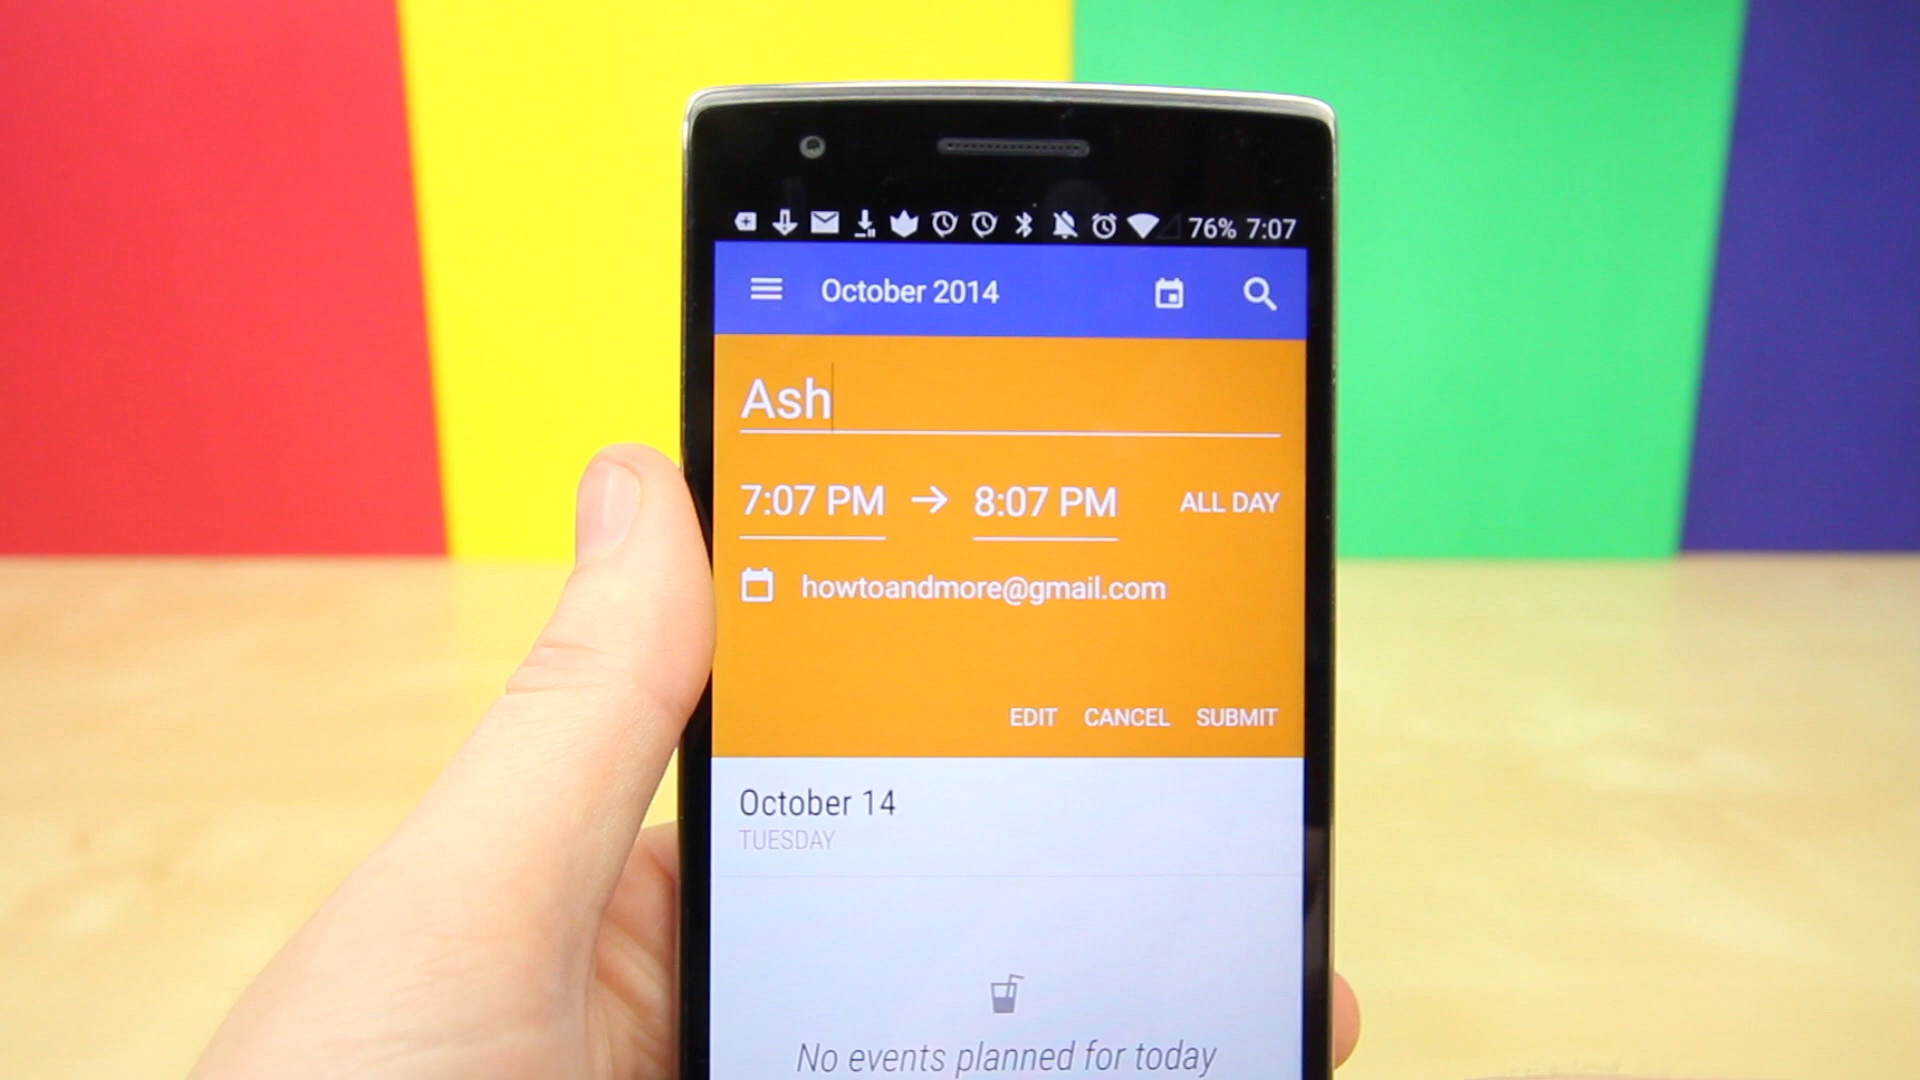 76% 7:07
October 2014
Ash
7:07 PM → 8:07 PM ALL DAY
howtoandmore@gmail.com
EDIT CANCEL SUBMIT
October 14
TUESDAY
No events planned for today